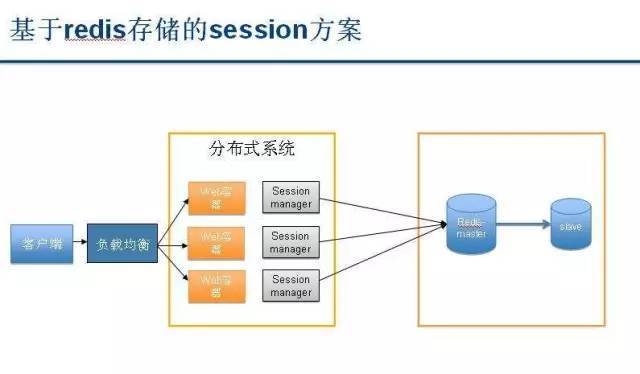 基于redis存储的session方案
分布式系统
Web容
器
Session
manager
客户端
负载均衡
Web容
器
Session
manager
Web容
器
Session
manager
Redis
master
slave